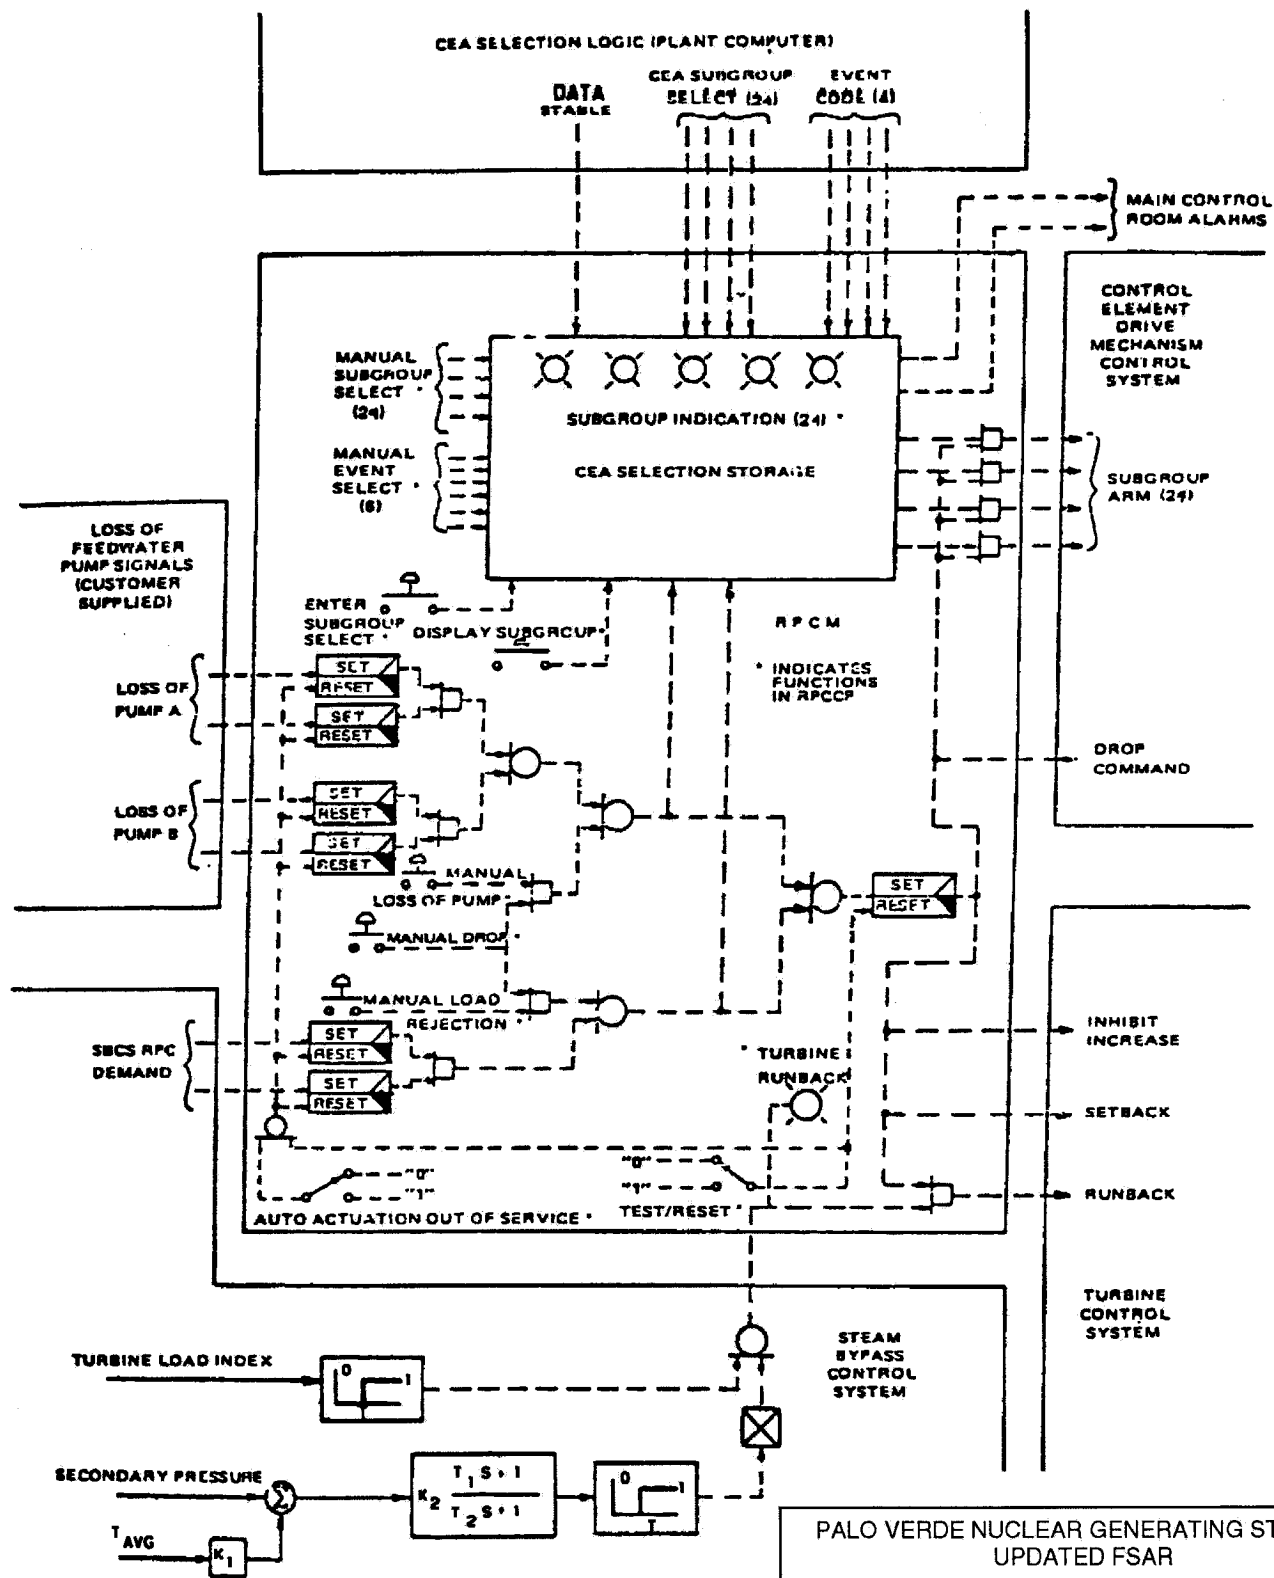 CEA SELECTION LOGIC (PLANT COMPUTER)
DATA
STABLE
CEA SUBGROUP
SELECT (24)
EVENT
CODE (4)
MAIN CONTROL
ROOM ALAHMS
CONTROL
ELEMENT
DRIVE
MECHANISM
CONTROL
SYSTEM
MANUAL
SUBGROUP
SELECT *
(24)
SUBGROUP INDICATION (24) *
MANUAL
EVENT
SELECT *
(6)
CEA SELECTION STORAGE
SUBGROUP
ARM (24)
LOSS OF
FEEDWATER
PUMP SIGNALS
(CUSTOMER
SUPPLIED)
ENTER
SUBGROUP
SELECT *
DISPLAY SUBGROUP *
RPCM
* INDICATES
FUNCTIONS
IN RPCCP
LOSS OF
PUMP A
SET
RESET
SET
RESET
DROP
COMMAND
LOSS OF
PUMP B
SET
RESET
SET
RESET
MANUAL
LOSS OF PUMP *
SET
RESET
MANUAL DROP *
MANUAL LOAD
REJECTION *
SBCS RPC
DEMAND
SET
RESET
SET
RESET
* TURBINE
RUNBACK
INHIBIT
INCREASE
SETBACK
"0"
"1"
AUTO ACTUATION OUT OF SERVICE *
"0"
"1"
TEST/RESET *
RUNBACK
TURBINE
CONTROL
SYSTEM
STEAM
BYPASS
CONTROL
SYSTEM
TURBINE LOAD INDEX
0
1
SECONDARY PRESSURE
Σ
K2
T1 S + 1
T2 S + 1
0
1
T AVG
K1
PALO VERDE NUCLEAR GENERATING ST
UPDATED FSAR